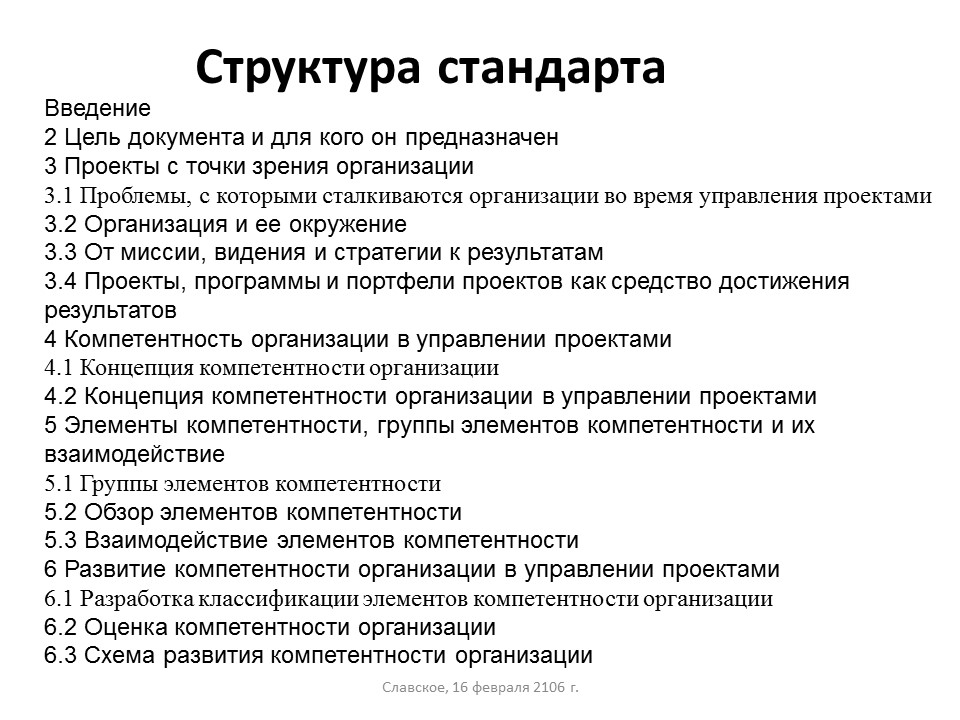 Структура стандарта
Введение
2 Цель документа и для кого он предназначен
3 Проекты с точки зрения организации
3.1 Проблемы, с которыми сталкиваются организации во время управления проектами
3.2 Организация и ее окружение
3.3 От миссии, видения и стратегии к результатам
3.4 Проекты, программы и портфели проектов как средство достижения
результатов
4 Компетентность организации в управлении проектами
4.1 Концепция компетентности организации
4.2 Концепция компетентности организации в управлении проектами
5 Элементы компетентности, группы элементов компетентности и их
взаимодействие
5.1 Группы элементов компетентности
5.2 Обзор элементов компетентности
5.3 Взаимодействие элементов компетентности
6 Развитие компетентности организации в управлении проектами
6.1 Разработка классификации элементов компетентности организации
6.2 Оценка компетентности организации
6.3 Схема развития компетентности организации
Славское, 16 февраля 2106 г.